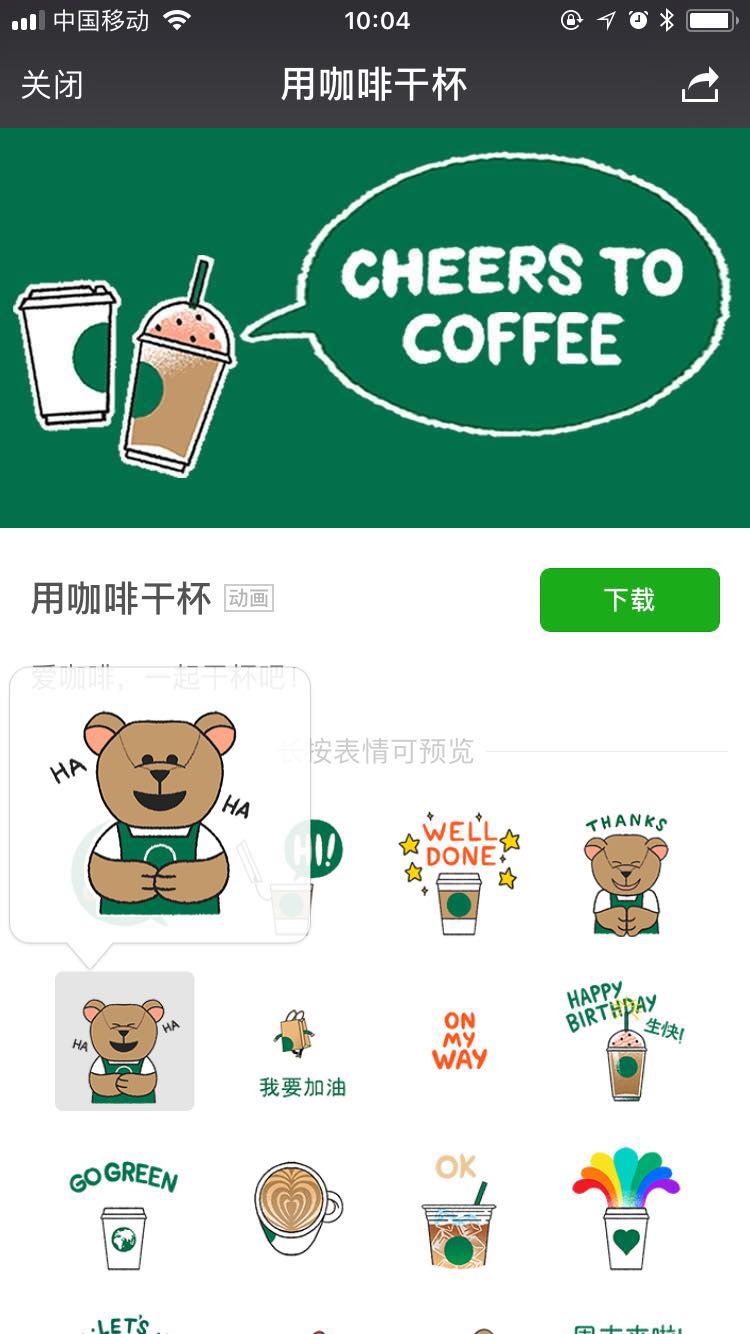 中国移动
10:04
关闭
用咖啡干杯
CHEERS TO
COFFEE
用咖啡干杯 动画
下载
爱咖啡，一起干杯吧！
长按表情可预览
HA
HA
HI!
WELL
DONE
THANKS
HA
HA
我要加油
ON
MY
WAY
HAPPY
BIRTHDAY
生快!
GO GREEN
OK
LET'S
周末来啦!